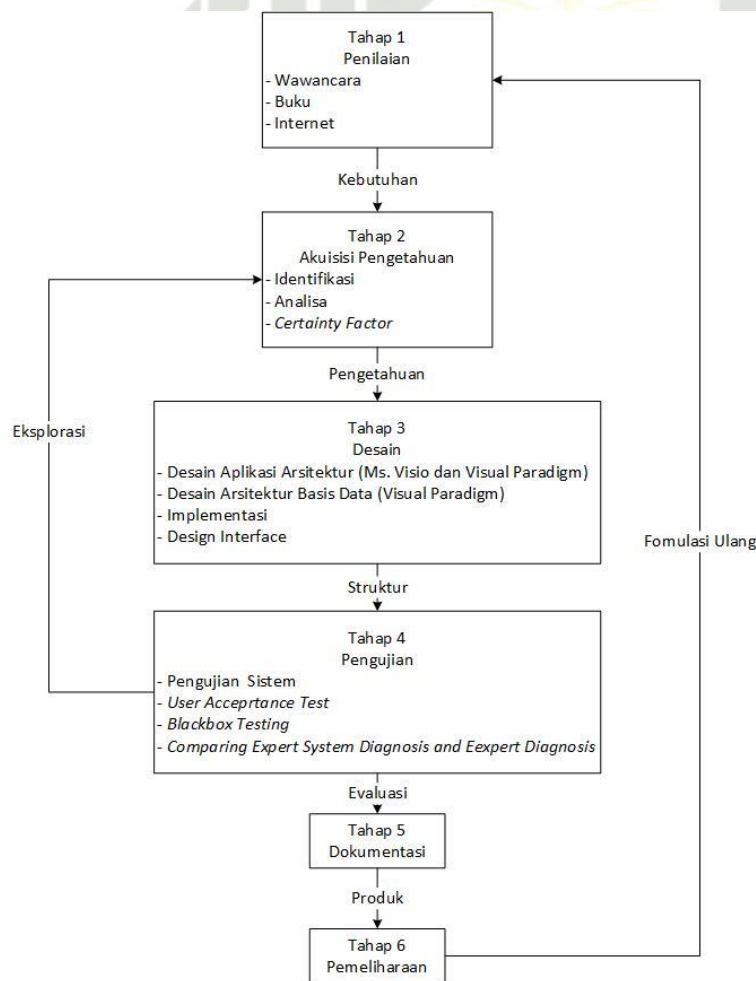 Tahap 1
Penilaian
- Wawancara
- Buku
- Internet
Kebutuhan
Tahap 2
Akuisisi Pengetahuan
- Identifikasi
- Analisa
- Certainty Factor
Pengetahuan
Eksplorasi
Tahap 3
Desain
- Desain Aplikasi Arsitektur (Ms. Visio dan Visual Paradigm)
- Desain Arsitektur Basis Data (Visual Paradigm)
- Implementasi
- Design Interface
Fomulasi Ulang
Struktur
Tahap 4
Pengujian
- Pengujian Sistem
- User Acceprtance Test
- Blackbox Testing
- Comparing Expert System Diagnosis and Eexpert Diagnosis
Evaluasi
Tahap 5
Dokumentasi
Produk
Tahap 6
Pemeliharaan